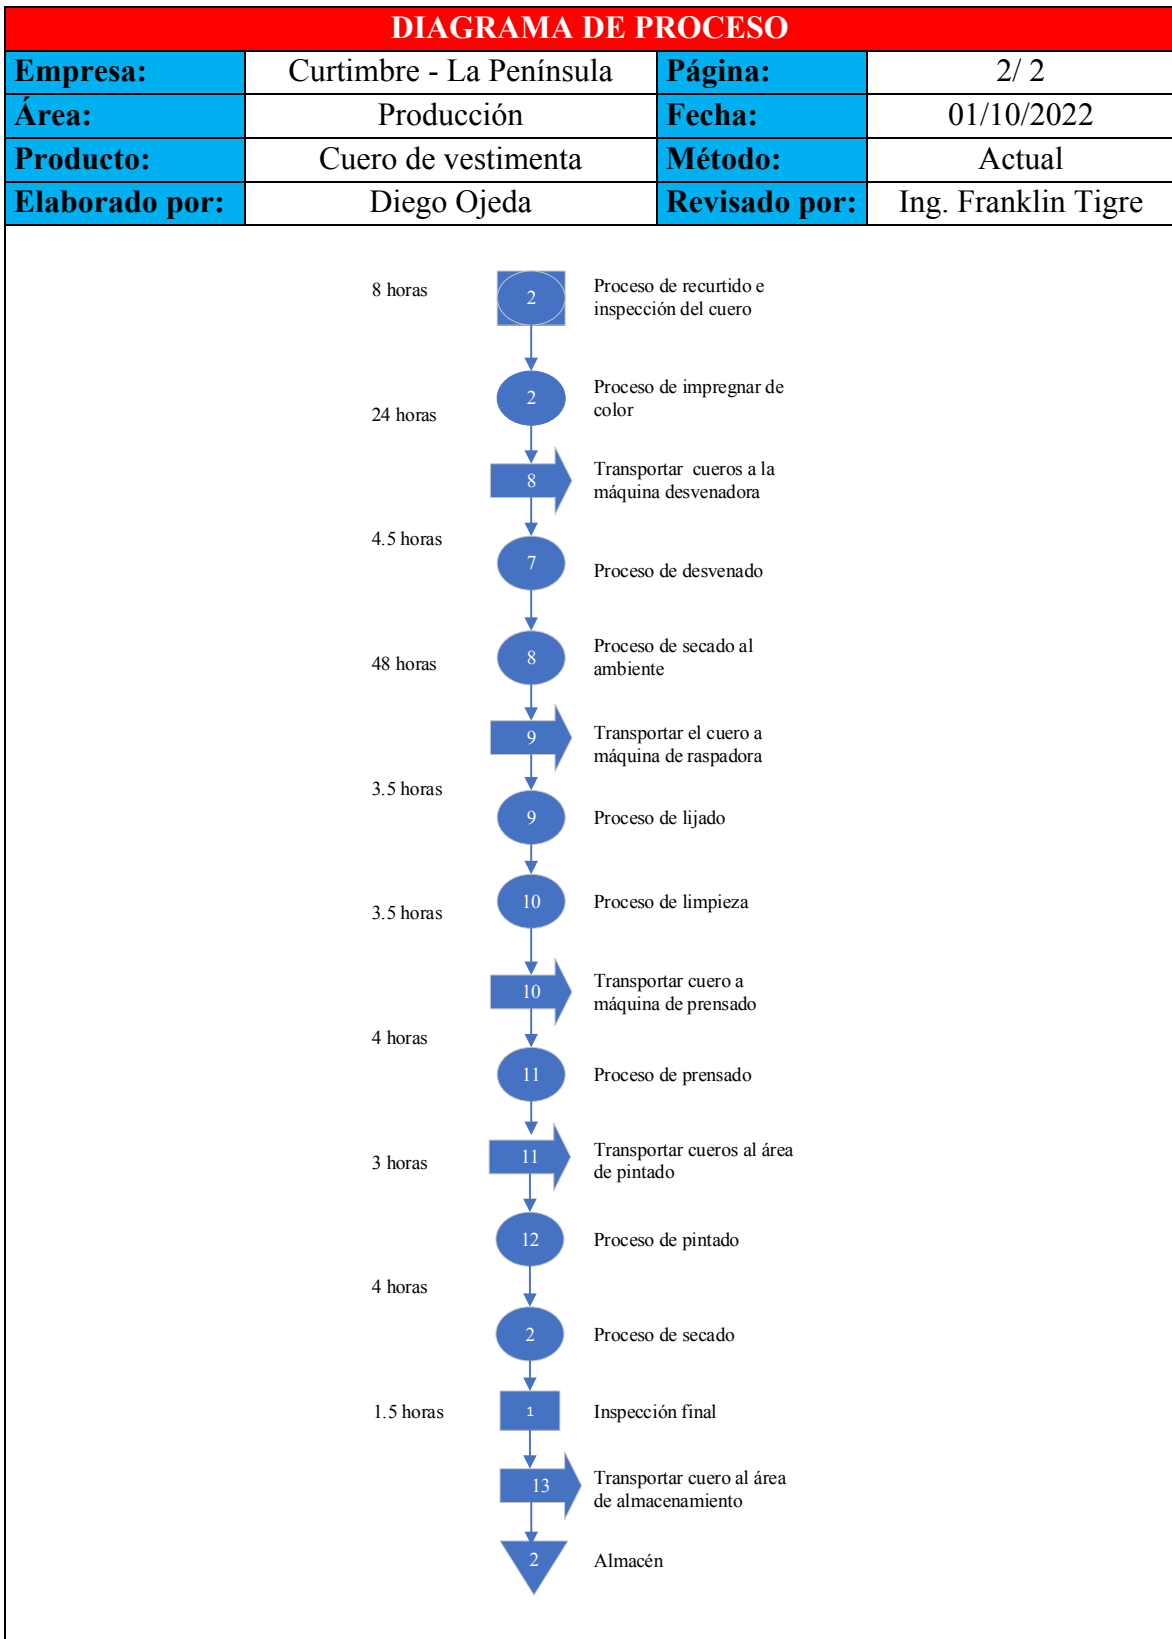 DIAGRAMA DE PROCESO
Empresa: Curtimbre - La Península Página: 2/ 2
Área: Producción Fecha: 01/10/2022
Producto: Cuero de vestimenta Método: Actual
Elaborado por: Diego Ojeda Revisado por: Ing. Franklin Tigre
8 horas 2 Proceso de recurtido e
inspección del cuero
2 Proceso de impregnar de
color
24 horas
8 Transportar cueros a la
máquina desvenadora
4.5 horas
7 Proceso de desvenado
8 Proceso de secado al
ambiente
48 horas
9 Transportar el cuero a
máquina de raspadora
3.5 horas
9 Proceso de lijado
10 Proceso de limpieza
3.5 horas
10 Transportar cuero a
máquina de prensado
4 horas
11 Proceso de prensado
11 Transportar cueros al área
de pintado
3 horas
12 Proceso de pintado
4 horas
2 Proceso de secado
1.5 horas 1 Inspección final
13 Transportar cuero al área
de almacenamiento
2 Almacén